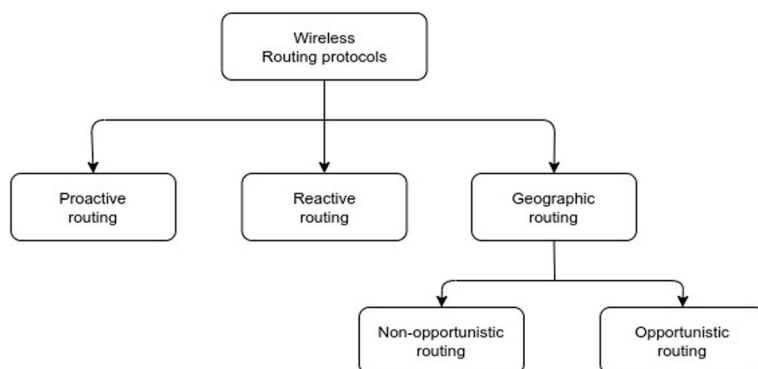 Wireless
Routing protocols
Proactive
routing
Reactive
routing
Geographic
routing
Non-opportunistic
routing
Opportunistic
routing